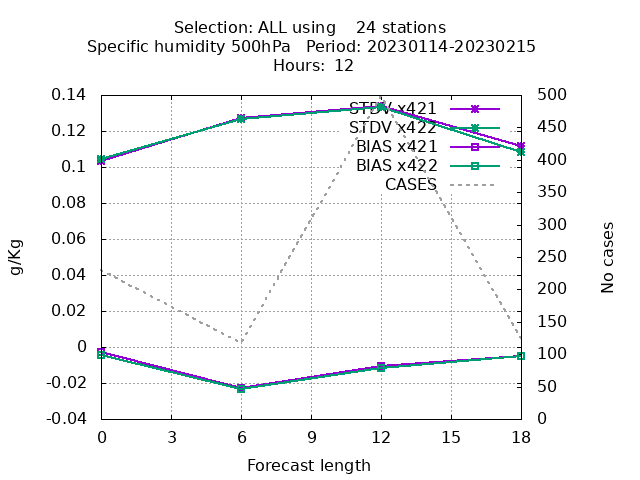 Selection: ALL using    24 stations
Specific humidity 500hPa   Period: 20230114-20230215
Hours:  12
0.14
0.12
0.1
0.08
0.06
0.04
0.02
0
-0.02
-0.04
g/Kg
STDV x421
STDV x422
BIAS x421
BIAS x422
CASES
500
450
400
350
300
250
200
150
100
50
0
No cases
0 3 6 9 12 15 18
Forecast length